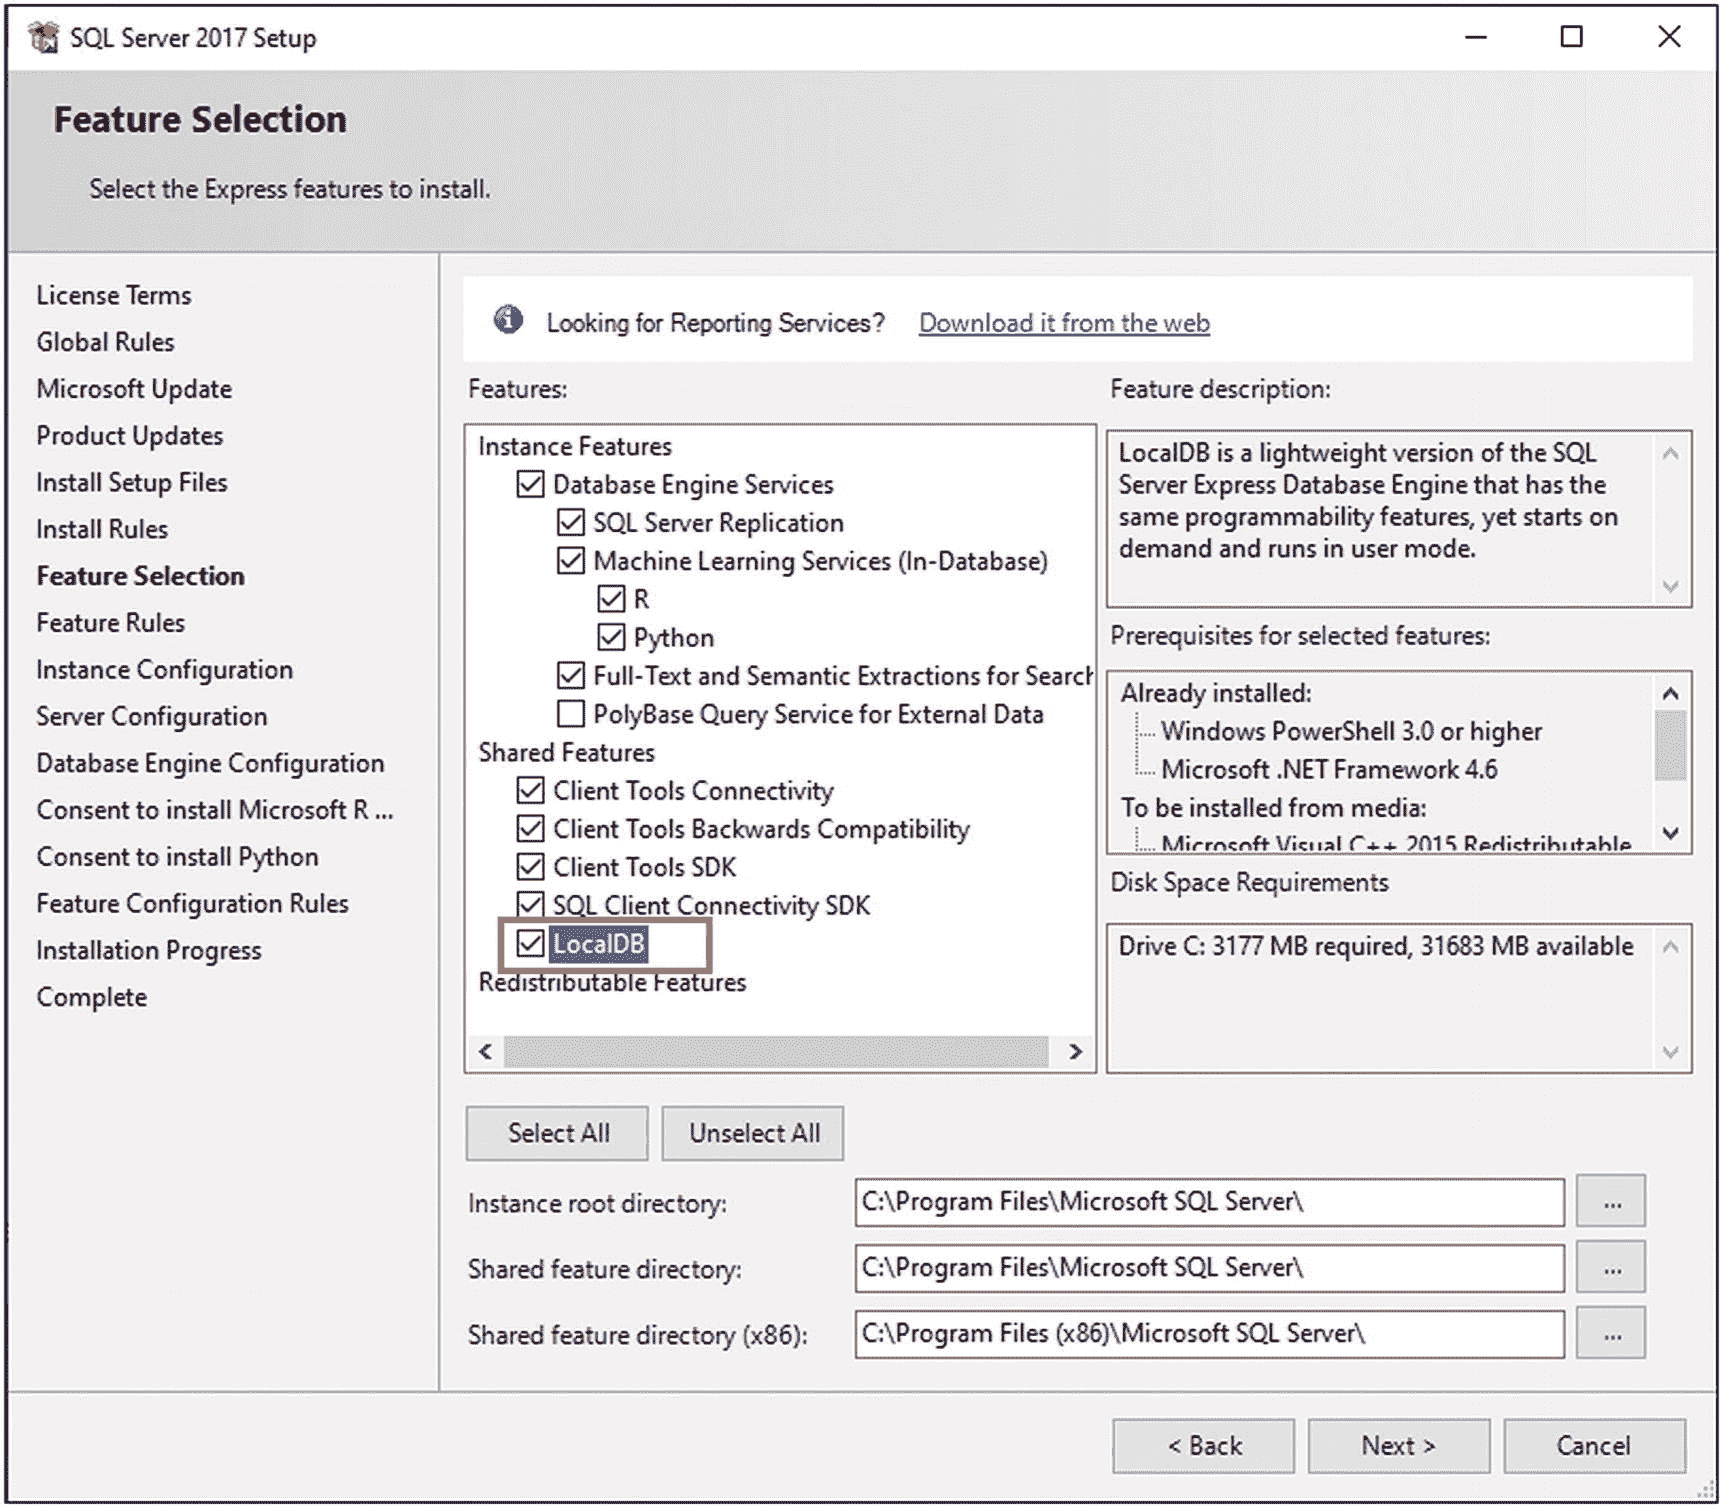 SQL Server 2017 Setup
Feature Selection
Select the Express features to install.
License Terms
Global Rules
Microsoft Update
Product Updates
Install Setup Files
Install Rules
Feature Selection
Feature Rules
Instance Configuration
Server Configuration
Database Engine Configuration
Consent to install Microsoft R ...
Consent to install Python
Feature Configuration Rules
Installation Progress
Complete
Looking for Reporting Services? Download it from the web
Features:
Instance Features
Database Engine Services
SQL Server Replication
Machine Learning Services (In-Database)
R
Python
Full-Text and Semantic Extractions for Search
PolyBase Query Service for External Data
Shared Features
Client Tools Connectivity
Client Tools Backwards Compatibility
Client Tools SDK
SQL Client Connectivity SDK
LocalDB
Redistributable Features
Feature description:
LocalDB is a lightweight version of the SQL
Server Express Database Engine that has the
same programmability features, yet starts on
demand and runs in user mode.
Prerequisites for selected features:
Already installed:
Windows PowerShell 3.0 or higher
Microsoft .NET Framework 4.6
To be installed from media:
Microsoft Visual C++ 2015 Redistributable
Disk Space Requirements
Drive C: 3177 MB required, 31683 MB available
Select All
Unselect All
Instance root directory: C:\Program Files\Microsoft SQL Server\ ...
Shared feature directory: C:\Program Files\Microsoft SQL Server\ ...
Shared feature directory (x86): C:\Program Files (x86)\Microsoft SQL Server\ ...
< Back
Next >
Cancel